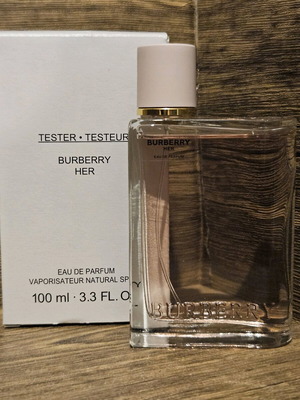 TESTER • TESTEUR
BURBERRY
HER
EAU DE PARFUM
VAPORISATEUR NATURAL
100 ml · 3.3 FL.
BURBERRY
HER
EAU DE PARFUM
BURBERRY